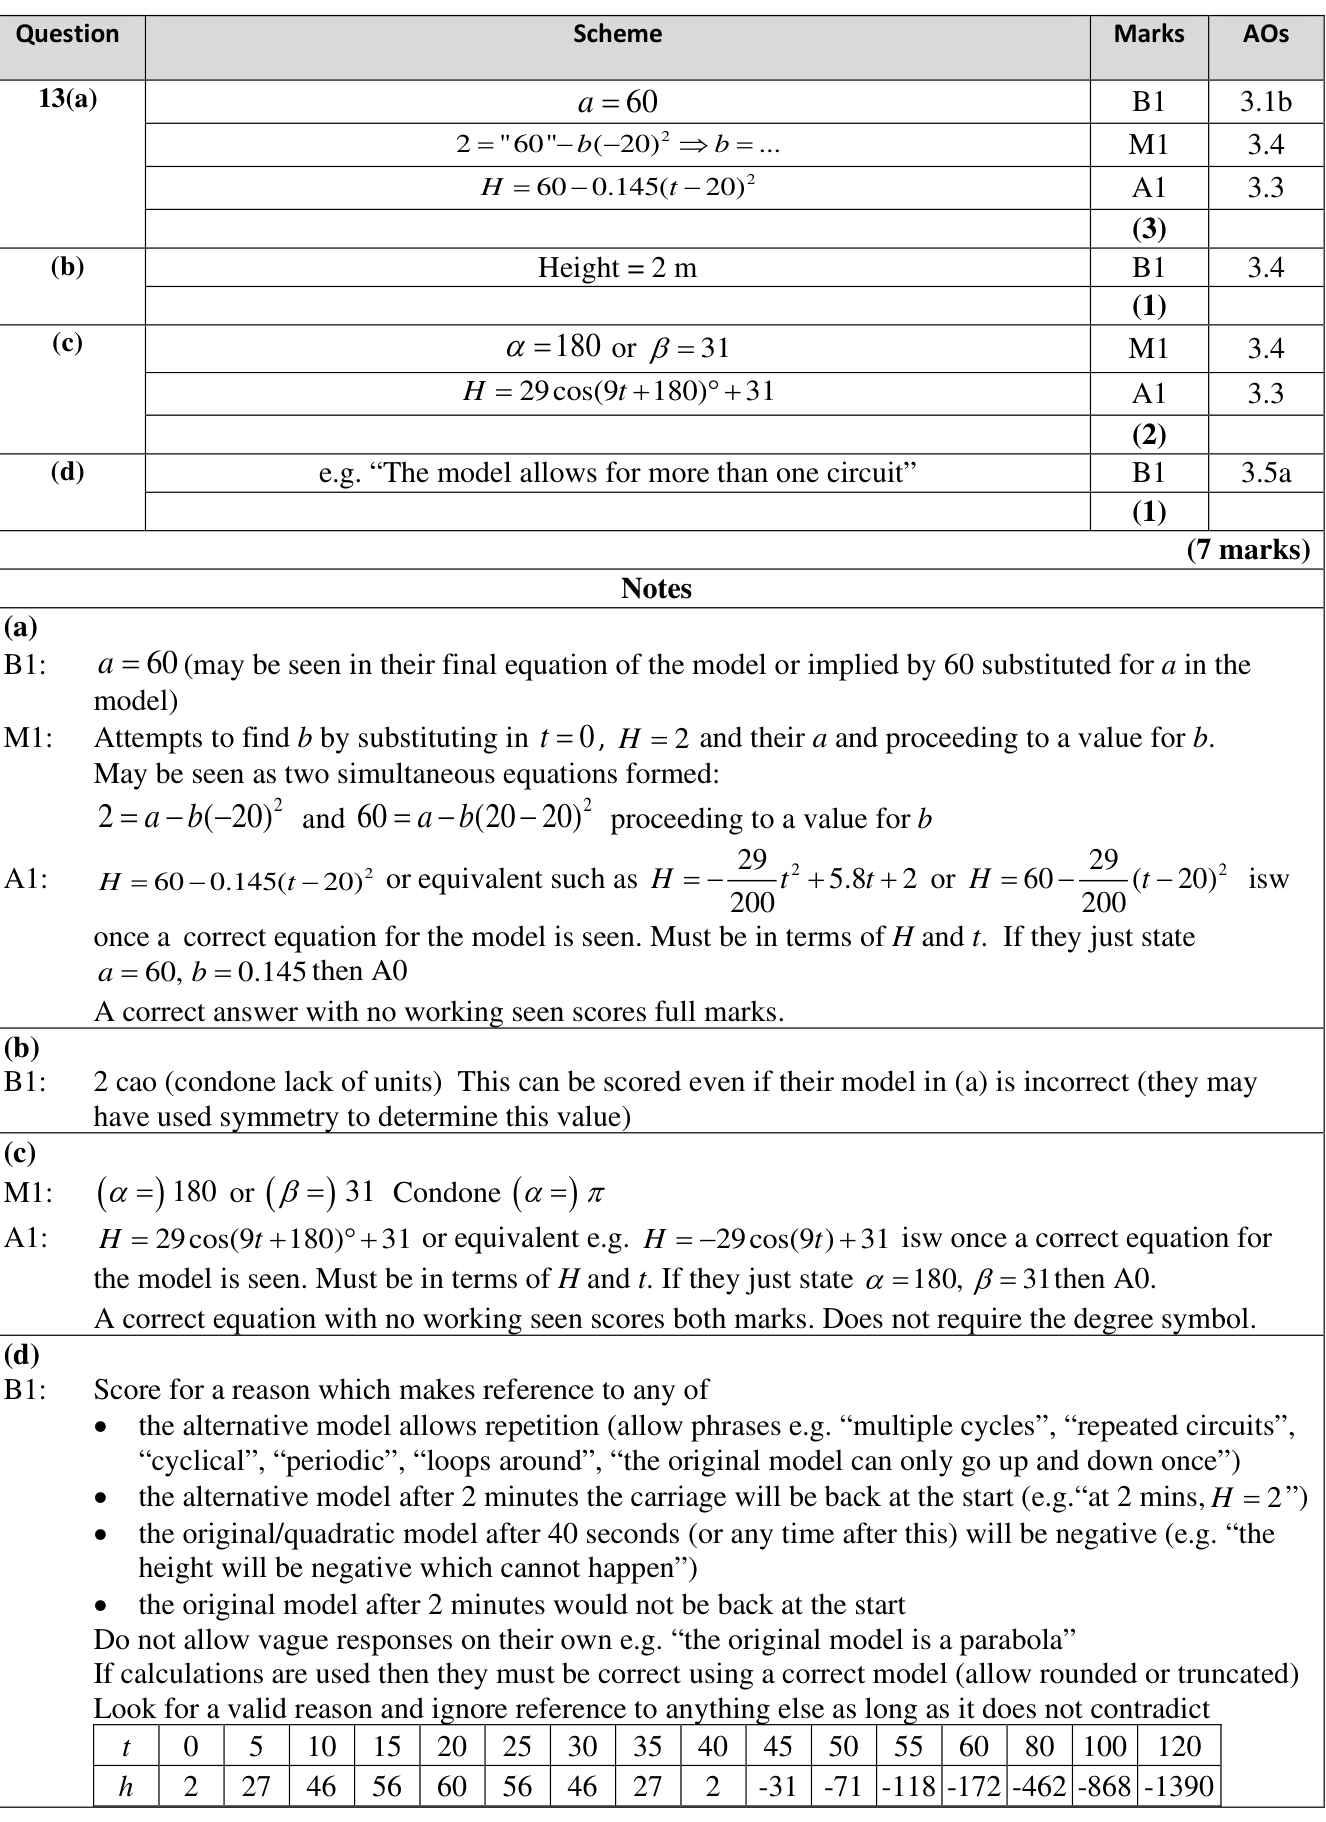 Question Scheme Marks AOs
13(a) a = 60 B1 3.1b
2 = "60" − b(−20)² ⇒ b = ... M1 3.4
H = 60 − 0.145(t − 20)² A1 3.3
(3)
(b) Height = 2 m B1 3.4
(1)
(c) α = 180 or β = 31 M1 3.4
H = 29cos(9t + 180)° + 31 A1 3.3
(2)
(d) e.g. “The model allows for more than one circuit” B1 3.5a
(1)
(7 marks)
Notes
(a)
B1: a = 60 (may be seen in their final equation of the model or implied by 60 substituted for a in the
model)
M1: Attempts to find b by substituting in t = 0, H = 2 and their a and proceeding to a value for b.
May be seen as two simultaneous equations formed:
2 = a − b(−20)² and 60 = a − b(20 − 20)² proceeding to a value for b
A1: H = 60 − 0.145(t − 20)² or equivalent such as H = −29/200 t² + 5.8t + 2 or H = 60 − 29/200 (t − 20)² isw
once a correct equation for the model is seen. Must be in terms of H and t. If they just state
a = 60, b = 0.145 then A0
A correct answer with no working seen scores full marks.
(b)
B1: 2 cao (condone lack of units) This can be scored even if their model in (a) is incorrect (they may
have used symmetry to determine this value)
(c)
M1: (α =) 180 or (β =) 31 Condone (α =) π
A1: H = 29cos(9t + 180)° + 31 or equivalent e.g. H = −29cos(9t) + 31 isw once a correct equation for
the model is seen. Must be in terms of H and t. If they just state α = 180, β = 31 then A0.
A correct equation with no working seen scores both marks. Does not require the degree symbol.
(d)
B1: Score for a reason which makes reference to any of
• the alternative model allows repetition (allow phrases e.g. “multiple cycles”, “repeated circuits”,
“cyclical”, “periodic”, “loops around”, “the original model can only go up and down once”)
• the alternative model after 2 minutes the carriage will be back at the start (e.g.“at 2 mins, H = 2”)
• the original/quadratic model after 40 seconds (or any time after this) will be negative (e.g. “the
height will be negative which cannot happen”)
• the original model after 2 minutes would not be back at the start
Do not allow vague responses on their own e.g. “the original model is a parabola”
If calculations are used then they must be correct using a correct model (allow rounded or truncated)
Look for a valid reason and ignore reference to anything else as long as it does not contradict
t 0 5 10 15 20 25 30 35 40 45 50 55 60 80 100 120
h 2 27 46 56 60 56 46 27 2 -31 -71 -118 -172 -462 -868 -1390